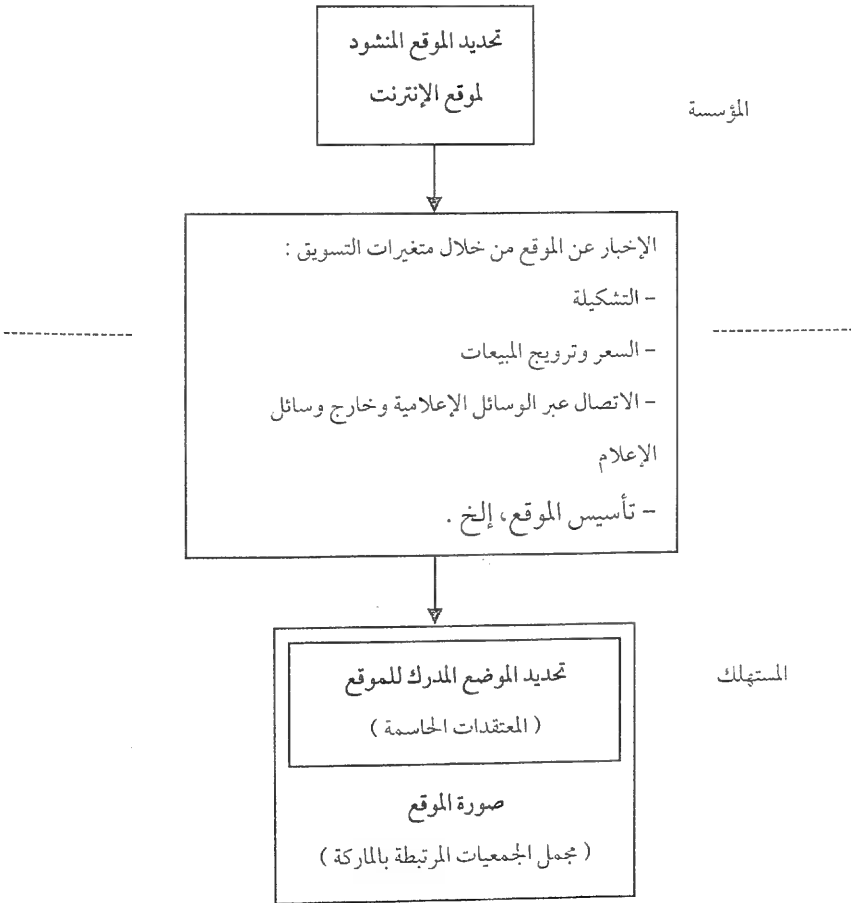 تحديد الموقع المنشود
لموقع الإنترنت
المؤسسة
الإخبار عن الموقع من خلال متغيرات التسويق :
- التشكيلة
- السعر وترويج المبيعات
- الاتصال عبر الوسائل الإعلامية وخارج وسائل
الإعلام
- تأسيس الموقع، إلخ .
تحديد الموضع المدرك للموقع
( المعتقدات الحاسمة )
المستهلك
صورة الموقع
( مجمل الجمعيات المرتبطة بالماركة )